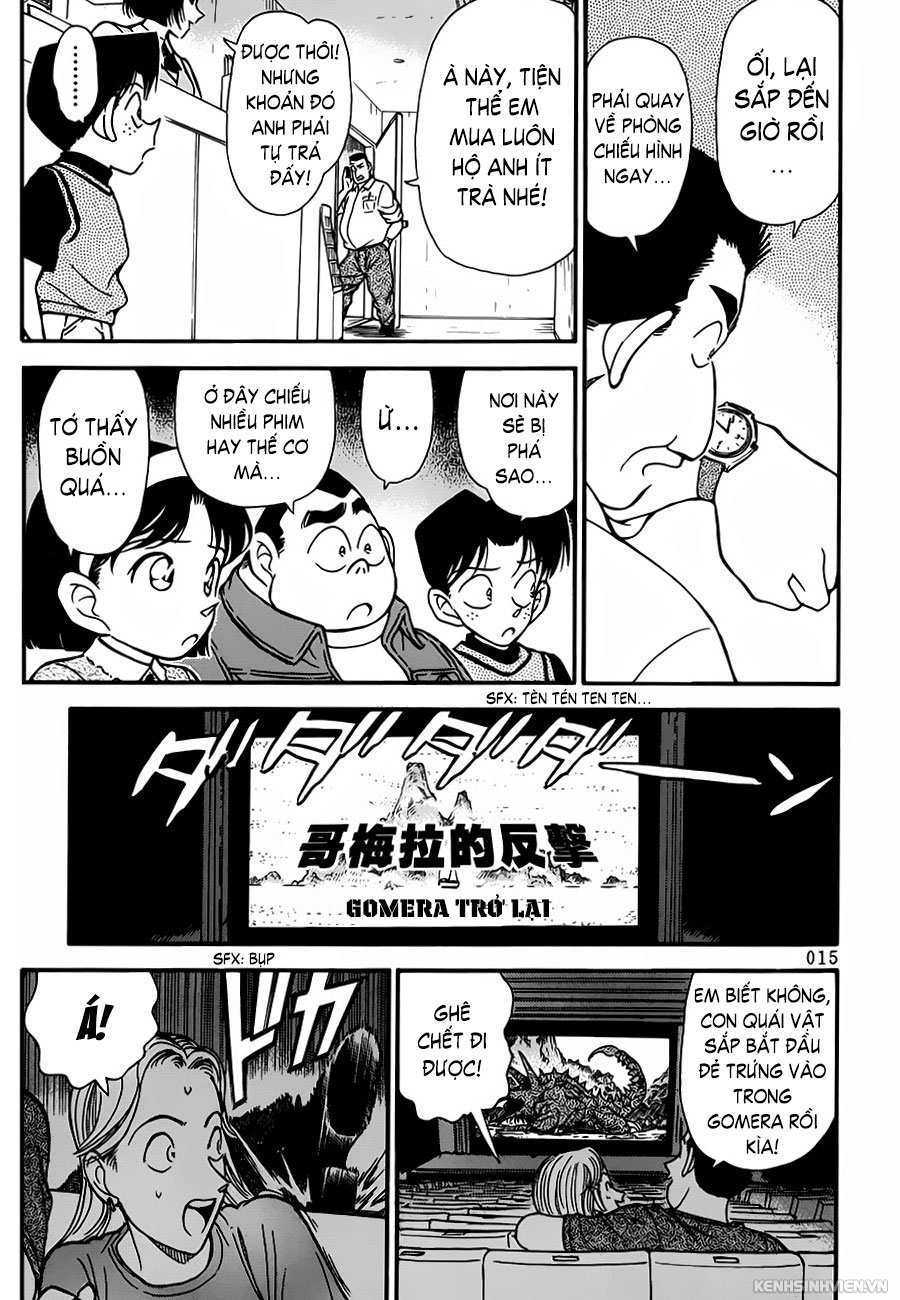 ỐI, LẠI
SẮP ĐẾN
GIỜ RỒI
...
PHẢI QUAY
VỀ PHÒNG
CHIẾU HÌNH
NGAY...
À NÀY, TIỆN
THỂ EM
MUA LUÔN
HỘ ANH ÍT
TRÀ NHÉ!
ĐƯỢC THÔI!
NHƯNG
KHOẢN ĐÓ
ANH PHẢI
TỰ TRẢ
ĐẤY!
.........
NƠI NÀY
SẼ BỊ
PHÁ
SAO...
Ừ...
Ở ĐÂY CHIẾU
NHIỀU PHIM
HAY THẾ CƠ
MÀ...
TỚ THẤY
BUỒN
QUÁ...
SFX: TÈN TÉN TEN TEN...
ダダダダー
哥梅拉的反擊
GOMERA TRỞ LẠI
015
EM BIẾT KHÔNG,
CON QUÁI VẬT
SẮP BẮT ĐẦU
ĐẺ TRỨNG VÀO
TRONG
GOMERA RỒI
KÌA!
GHÊ
CHẾT ĐI
ĐƯỢC!
SFX: BỤP
ドカ
Á!
KENHSINHVIEN.VN